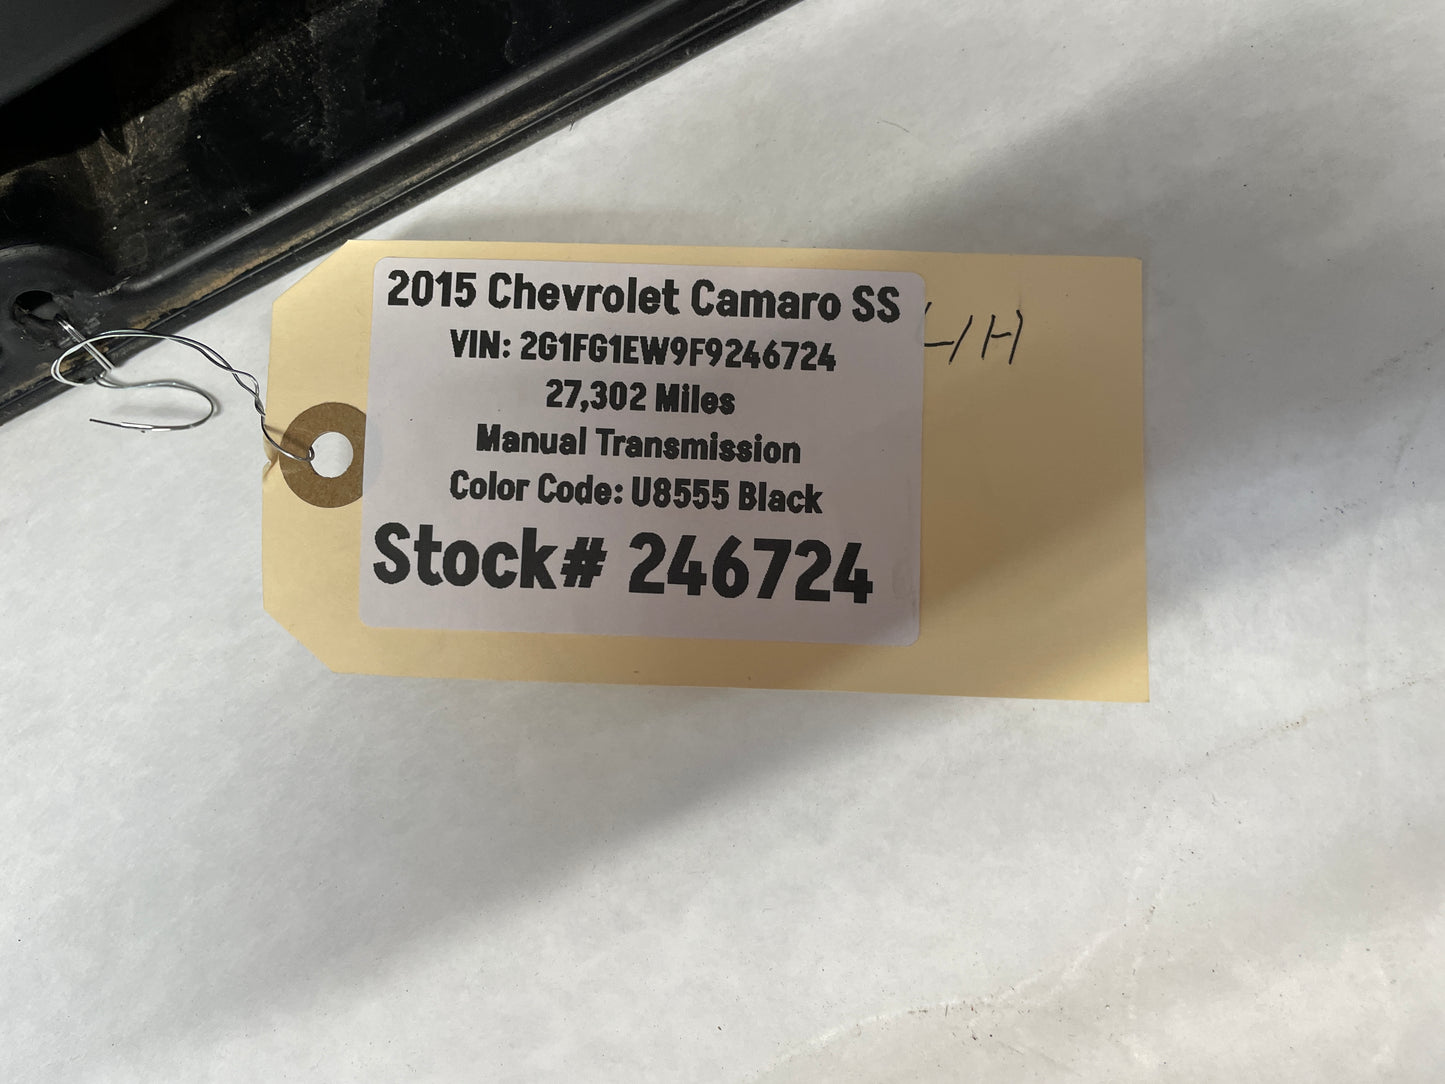 2015 Chevrolet Camaro SS
VIN: 2G1FG1EW9F9246724
27,302 Miles
Manual Transmission
Color Code: U8555 Black
Stock# 246724